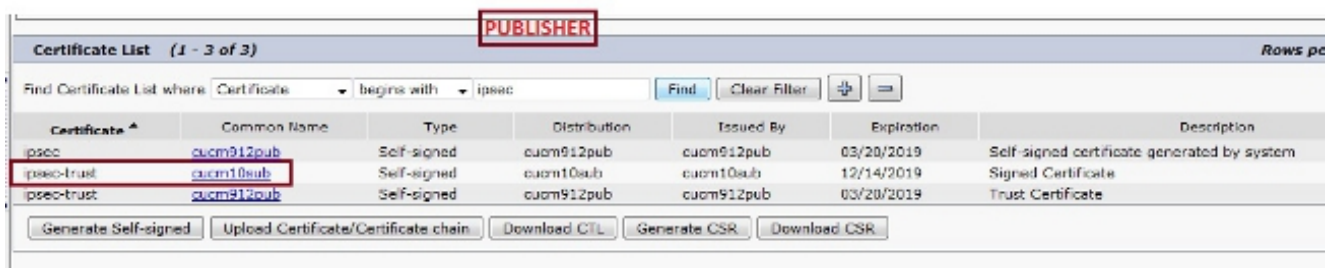 PUBLISHER
Certificate List (1 - 3 of 3) Rows pe
Find Certificate List where Certificate begins with ipsec Find Clear Filter
Certificate Common Name Type Distribution Issued By Expiration Description
ipsec cucm912pub Self-signed cucm912pub cucm912pub 03/20/2019 Self-signed certificate generated by system
ipsec-trust cucm10sub Self-signed cucm10sub cucm10sub 12/14/2019 Signed Certificate
ipsec-trust cucm912pub Self-signed cucm912pub cucm912pub 03/20/2019 Trust Certificate
Generate Self-signed Upload Certificate/Certificate chain Download CTL Generate CSR Download CSR